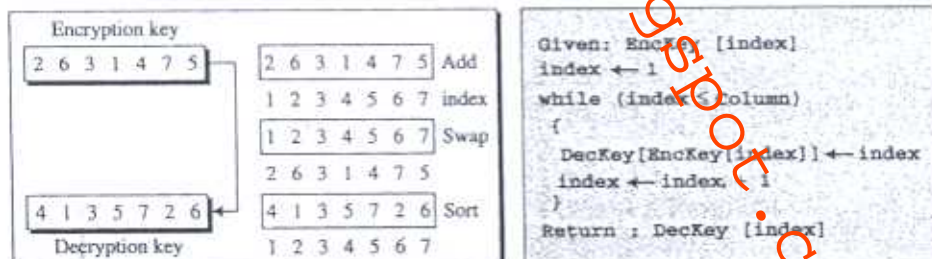 Encryption key
2 6 3 1 4 7 5
Decryption key
4 1 3 5 7 2 6
2 6 3 1 4 7 5 Add
1 2 3 4 5 6 7 index
1 2 3 4 5 6 7 Swap
2 6 3 1 4 7 5
4 1 3 5 7 2 6 Sort
1 2 3 4 5 6 7
Given: EncKey [index]
index ← 1
while (index ≤ Column)
{
DecKey[EncKey[index]] ← index
index ← index + 1
}
Return : DecKey [index]
gspot.c